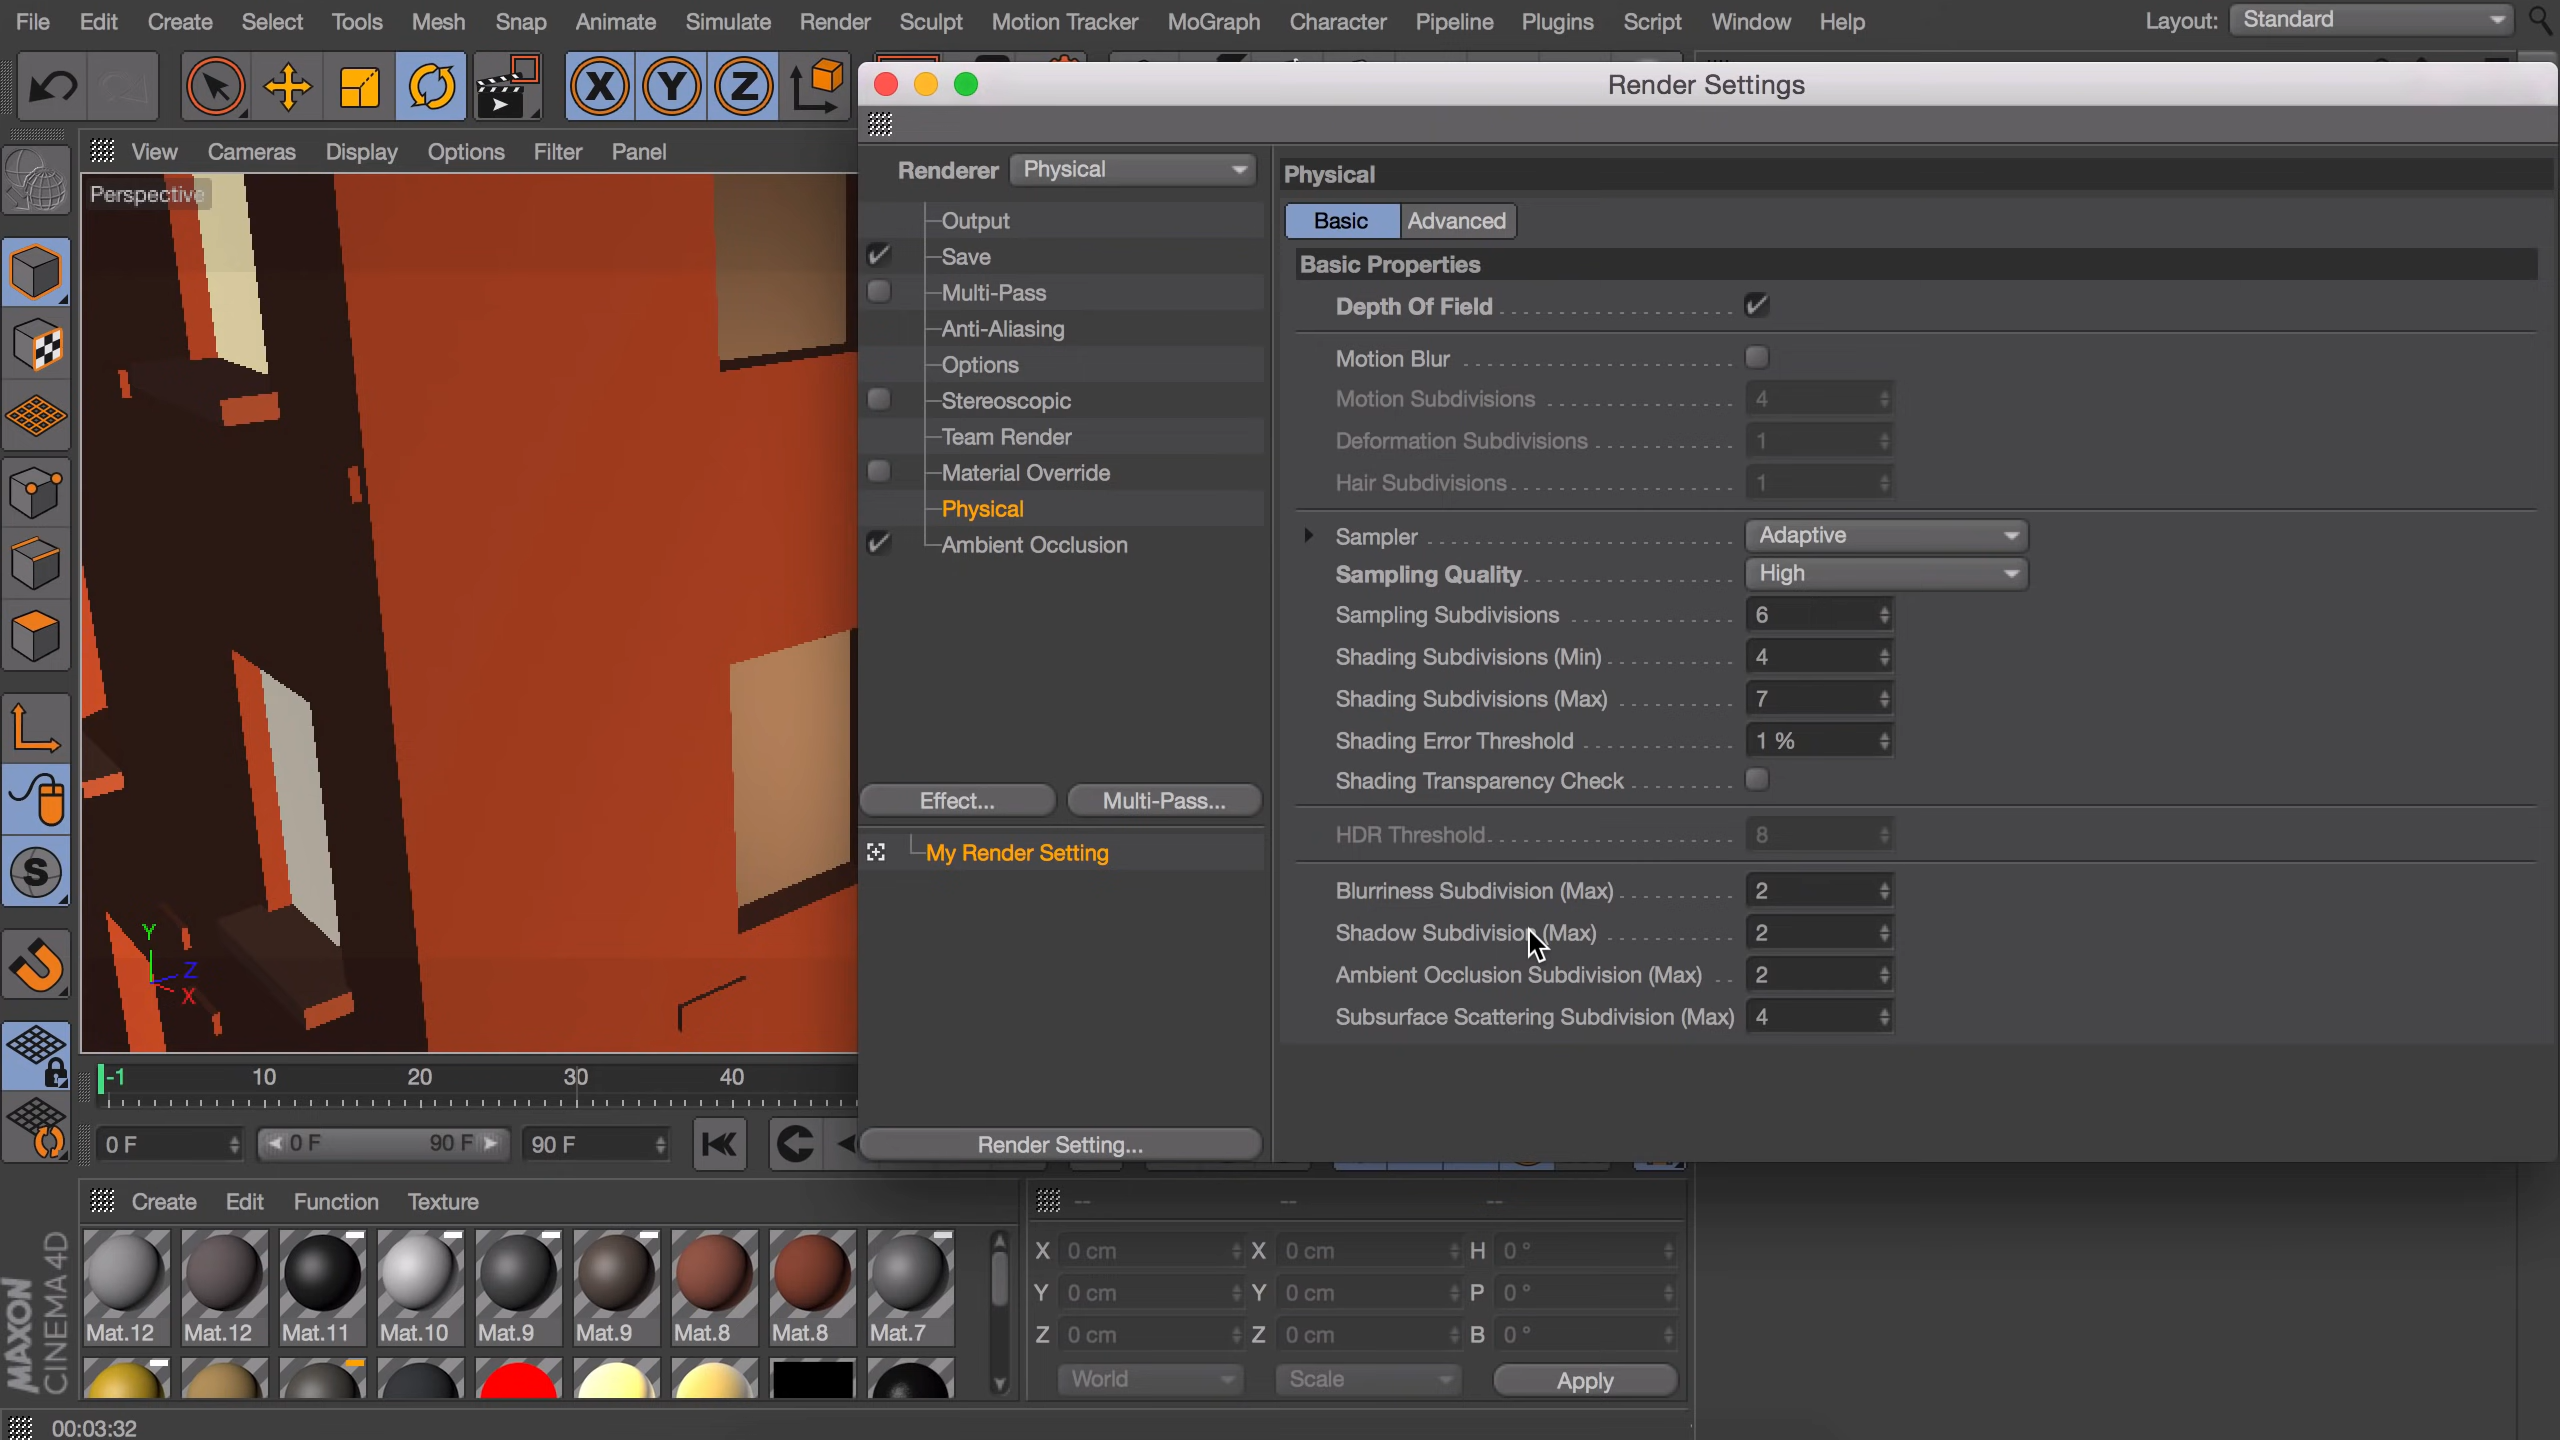 File Edit Create Select Tools Mesh Snap Animate Simulate Render Sculpt Motion Tracker MoGraph Character Pipeline Plugins Script Window Help Layout: Standard
X Y Z
Render Settings
View Cameras Display Options Filter Panel
Perspective
Renderer Physical
Output
Save
Multi-Pass
Anti-Aliasing
Options
Stereoscopic
Team Render
Material Override
Physical
Ambient Occlusion
Effect... Multi-Pass...
My Render Setting
Render Setting...
Physical
Basic Advanced
Basic Properties
Depth Of Field
Motion Blur
Motion Subdivisions 4
Deformation Subdivisions 1
Hair Subdivisions 1
Sampler Adaptive
Sampling Quality High
Sampling Subdivisions 6
Shading Subdivisions (Min) 4
Shading Subdivisions (Max) 7
Shading Error Threshold 1 %
Shading Transparency Check
HDR Threshold 8
Blurriness Subdivision (Max) 2
Shadow Subdivision (Max) 2
Ambient Occlusion Subdivision (Max) 2
Subsurface Scattering Subdivision (Max) 4
S
Y
Z
X
-1 10 20 30 40
0 F 0 F 90 F 90 F
Create Edit Function Texture
-- -- --
Mat.12 Mat.12 Mat.11 Mat.10 Mat.9 Mat.9 Mat.8 Mat.8 Mat.7
X 0 cm X 0 cm H 0 °
Y 0 cm Y 0 cm P 0 °
Z 0 cm Z 0 cm B 0 °
World Scale Apply
MAXON
CINEMA 4D
00:03:32